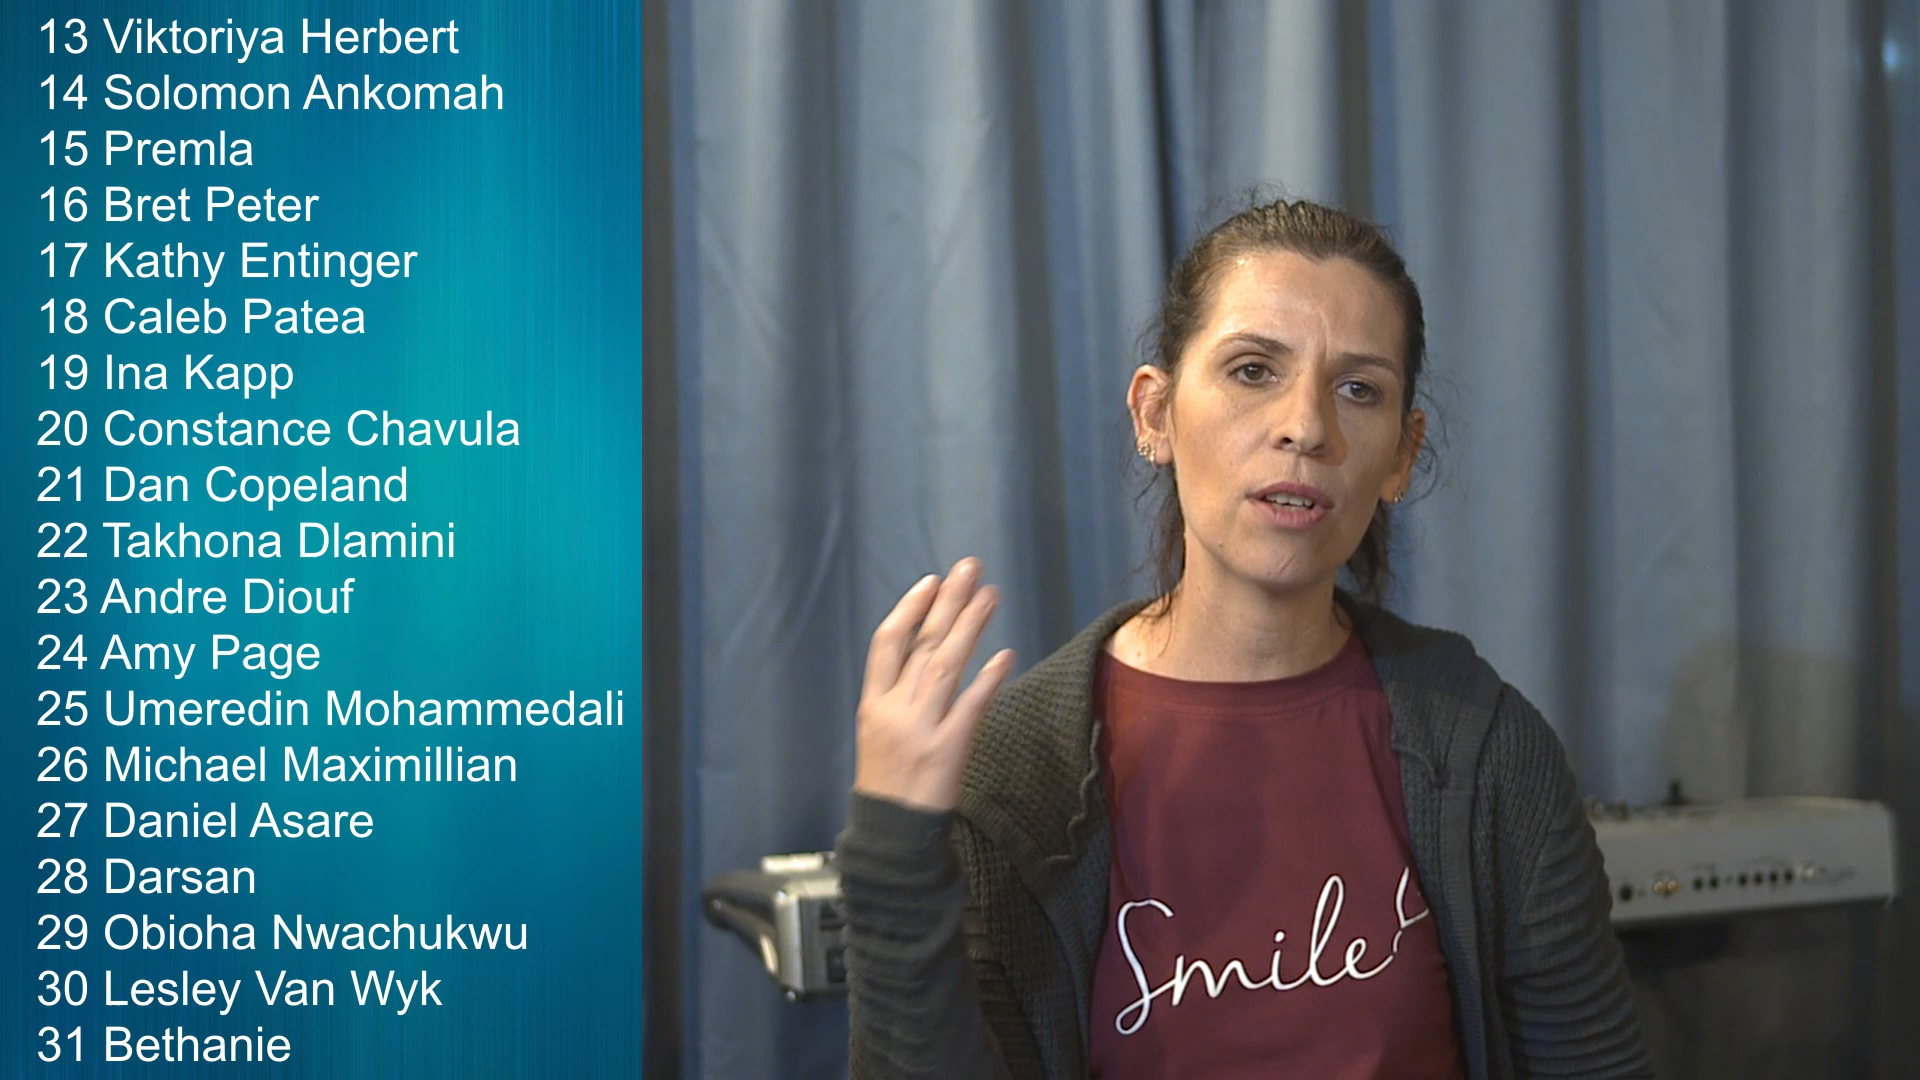 13 Viktoriya Herbert
14 Solomon Ankomah
15 Premla
16 Bret Peter
17 Kathy Entinger
18 Caleb Patea
19 Ina Kapp
20 Constance Chavula
21 Dan Copeland
22 Takhona Dlamini
23 Andre Diouf
24 Amy Page
25 Umeredin Mohammedali
26 Michael Maximillian
27 Daniel Asare
28 Darsan
29 Obioha Nwachukwu
30 Lesley Van Wyk
31 Bethanie
Smile